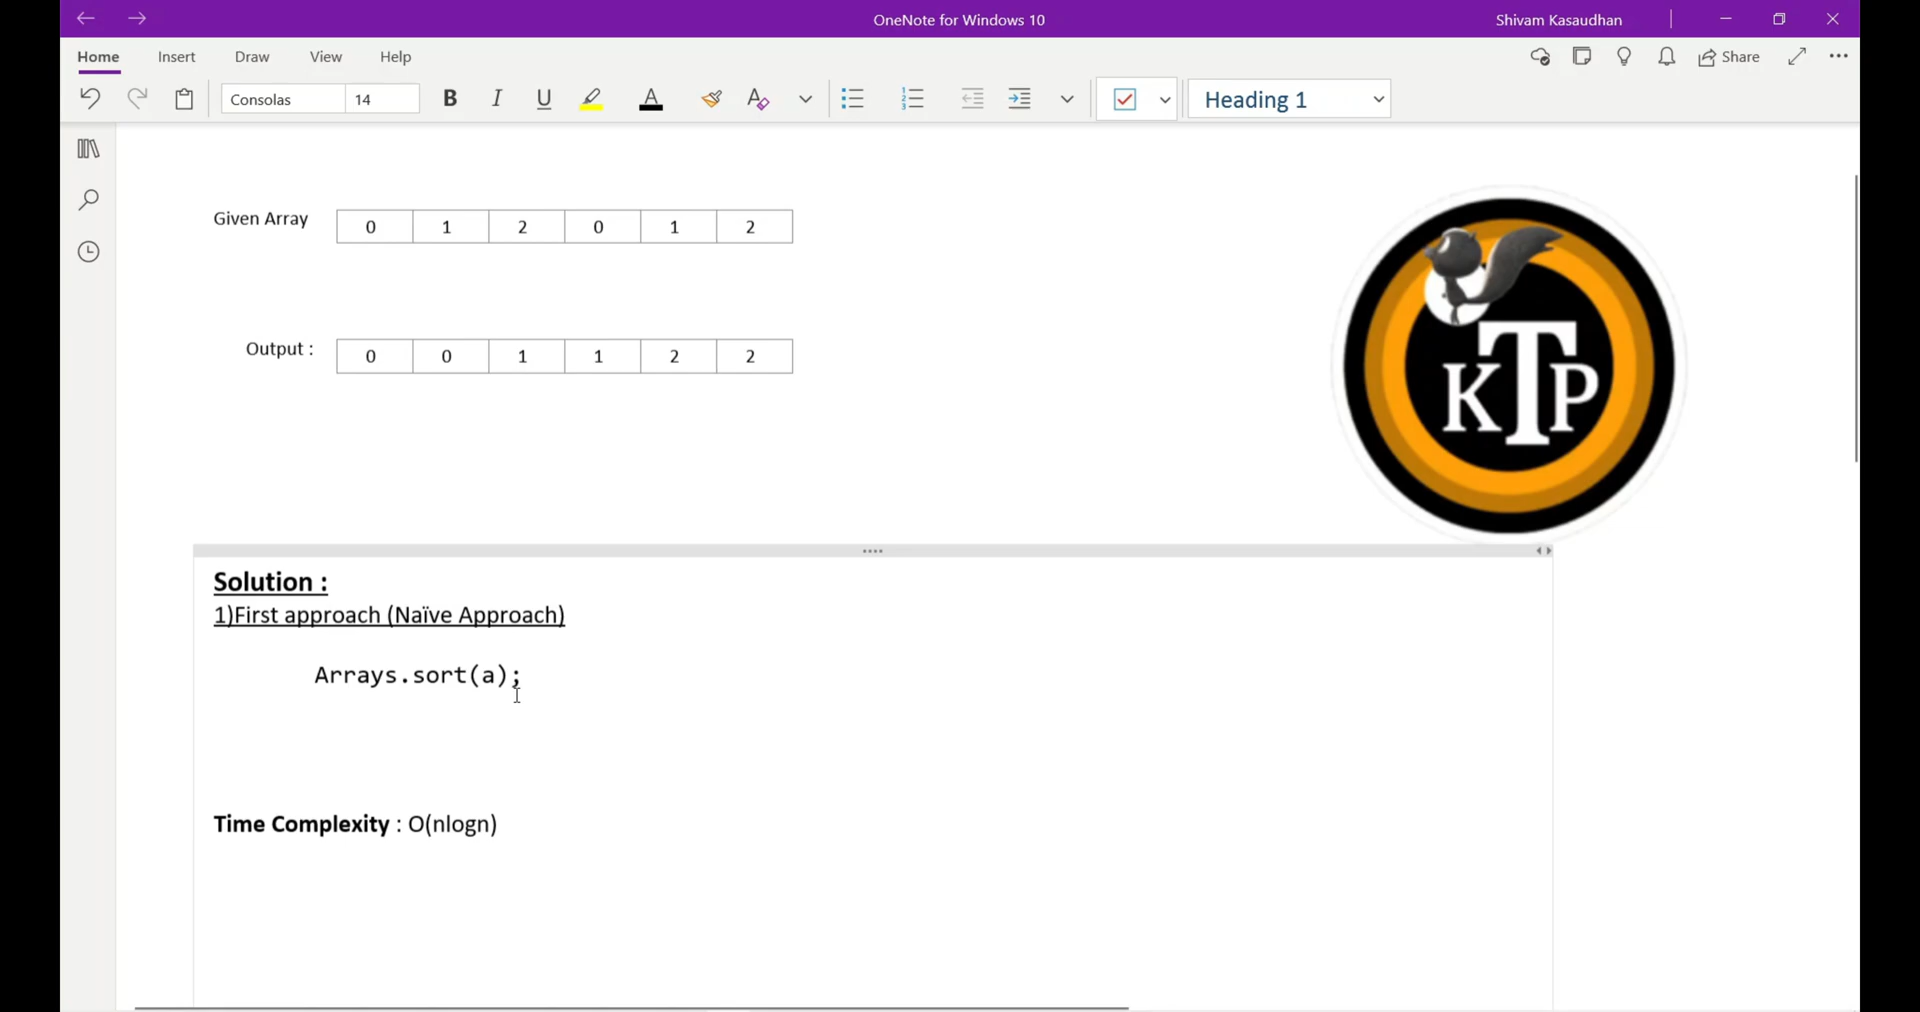 OneNote for Windows 10
Shivam Kasaudhan
Home Insert Draw View Help
Share
Consolas 14 B I U A A Heading 1
Given Array 0 1 2 0 1 2
Output : 0 0 1 1 2 2
KTP
Solution :
1)First approach (Naïve Approach)
Arrays.sort(a);
Time Complexity : O(nlogn)